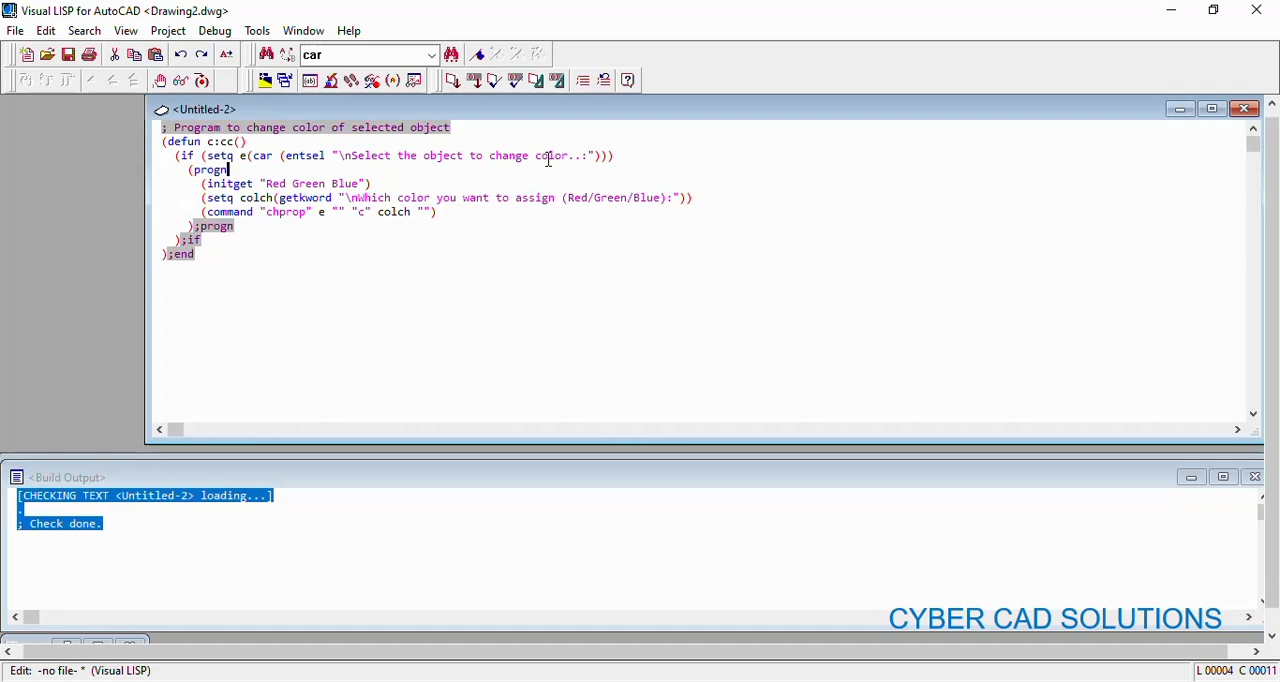 Visual LISP for AutoCAD <Drawing2.dwg>
File Edit Search View Project Debug Tools Window Help
car
<Untitled-2>
; Program to change color of selected object
(defun c:cc()
(if (setq e(car (entsel "\nSelect the object to change color..:")))
(progn
(initget "Red Green Blue")
(setq colch(getkword "\nWhich color you want to assign (Red/Green/Blue):"))
(command "chprop" e "" "c" colch "")
);progn
);if
);end
<Build Output>
[CHECKING TEXT <Untitled-2> loading...]
.
; Check done.
CYBER CAD SOLUTIONS
Edit: -no file- * (Visual LISP)
L 00004 C 00011